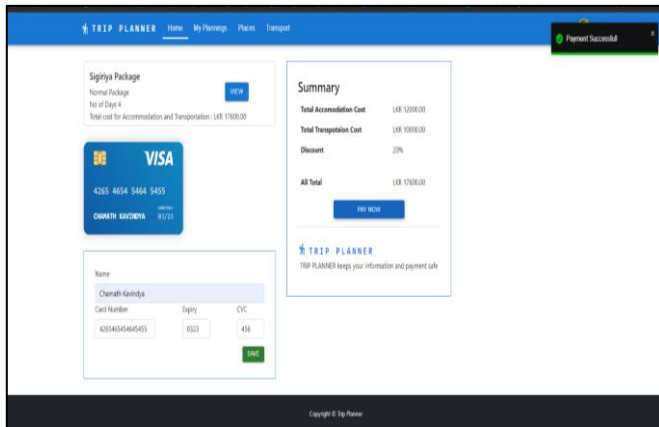 TRIP PLANNER Home My Plannings Places Transport
Payment Successfull x
Sigiriya Package
Normal Package
VIEW
No of Days 4
Total cost for Accommodation and Transportation : LKR 17600.00
VISA
4265 4654 5464 5455
valid thru
CHAMATH KAVINDYA 03/23
Name
Chamath Kavindya
Card Number Expiry CVC
4265465454645455 0323 456
SAVE
Summary
Total Accomodation Cost LKR 12000.00
Total Transpotaion Cost LKR 10000.00
Discount 20%
All Total LKR 17600.00
PAY NOW
TRIP PLANNER
TRIP PLANNER keeps your information and payment safe
Copyright © Trip Planner